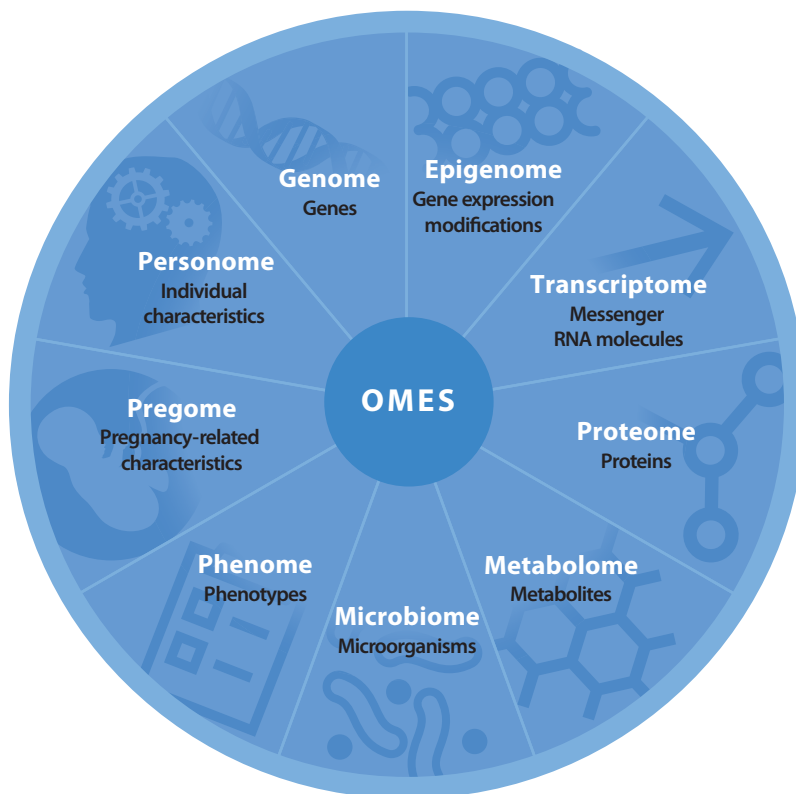 Genome
Genes
Epigenome
Gene expression
modifications
Transcriptome
Messenger
RNA molecules
Proteome
Proteins
Metabolome
Metabolites
Microbiome
Microorganisms
Phenome
Phenotypes
Pregome
Pregnancy-related
characteristics
Personome
Individual
characteristics
OMES